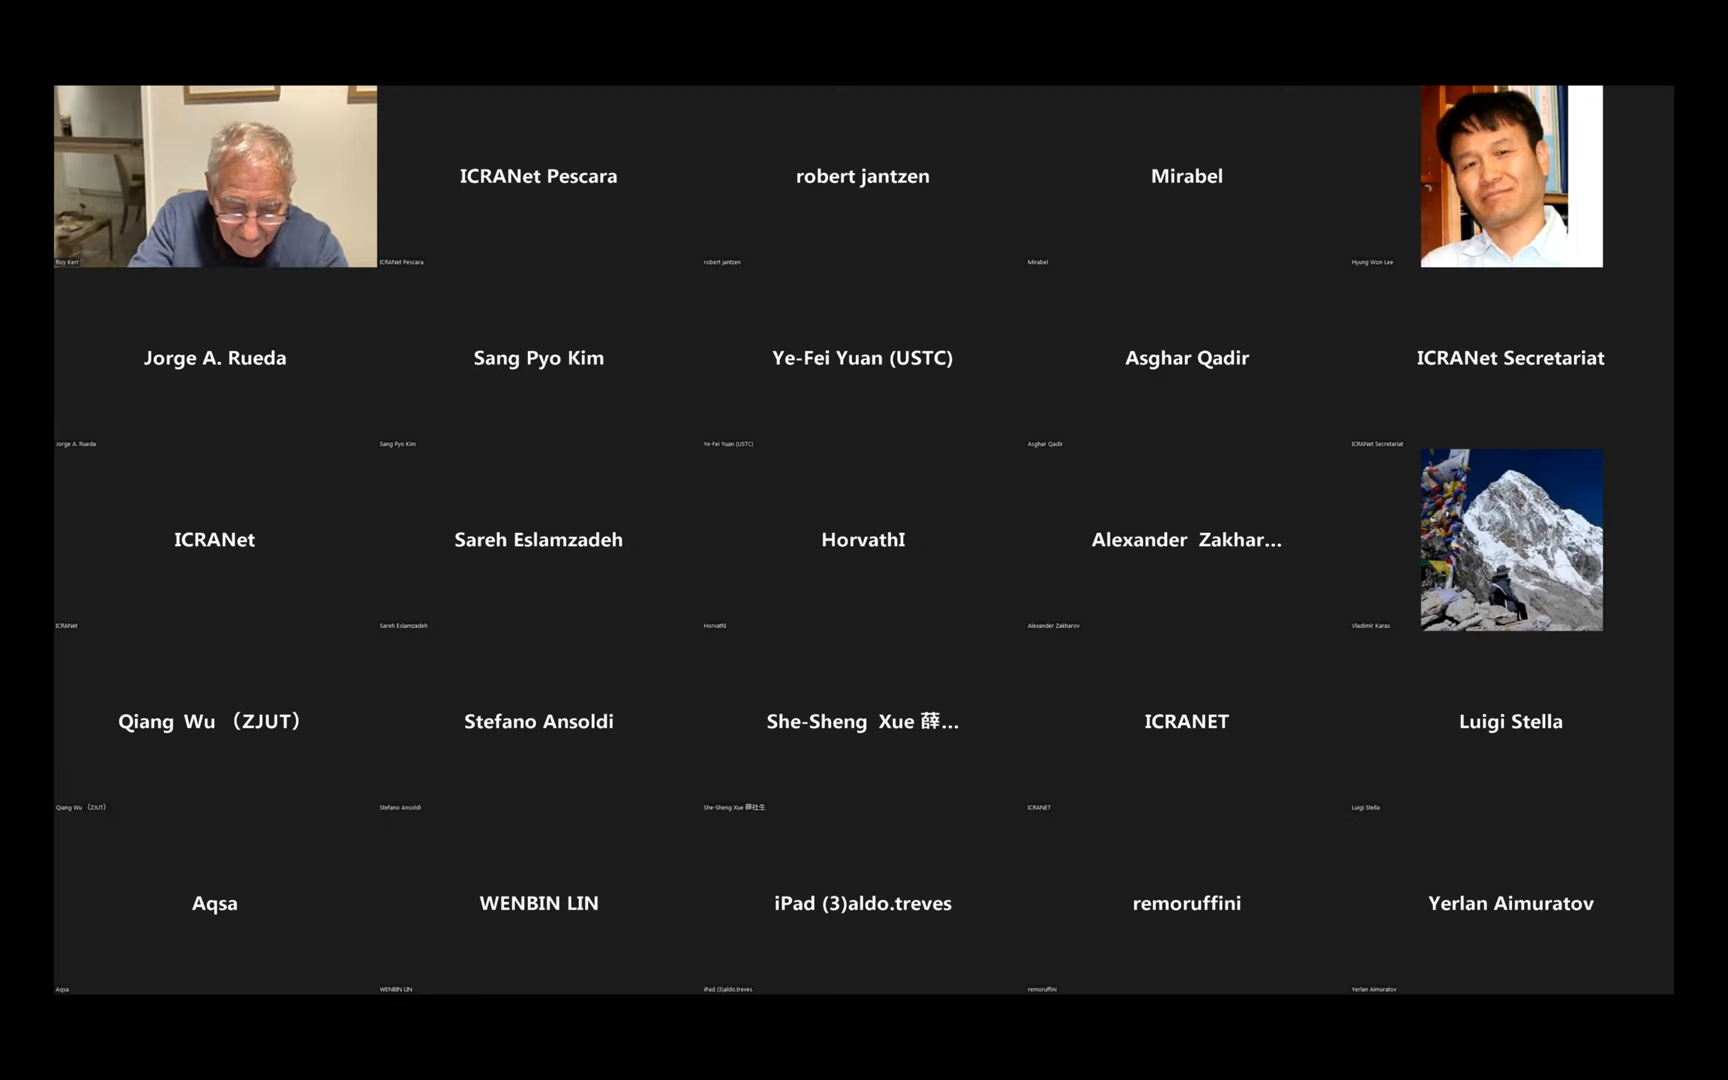 Roy Kerr
ICRANet Pescara
ICRANet Pescara
robert jantzen
robert jantzen
Mirabel
Mirabel
Hyung Won Lee
Jorge A. Rueda
Jorge A. Rueda
Sang Pyo Kim
Sang Pyo Kim
Ye-Fei Yuan (USTC)
Ye-Fei Yuan (USTC)
Asghar Qadir
Asghar Qadir
ICRANet Secretariat
ICRANet Secretariat
ICRANet
ICRANet
Sareh Eslamzadeh
Sareh Eslamzadeh
HorvathI
HorvathI
Alexander Zakhar...
Alexander Zakharov
Vladimir Karas
Qiang Wu （ZJUT）
Qiang Wu （ZJUT）
Stefano Ansoldi
Stefano Ansoldi
She-Sheng Xue 薛...
She-Sheng Xue 薛社生
ICRANET
ICRANET
Luigi Stella
Luigi Stella
Aqsa
Aqsa
WENBIN LIN
WENBIN LIN
iPad (3)aldo.treves
iPad (3)aldo.treves
remoruffini
remoruffini
Yerlan Aimuratov
Yerlan Aimuratov